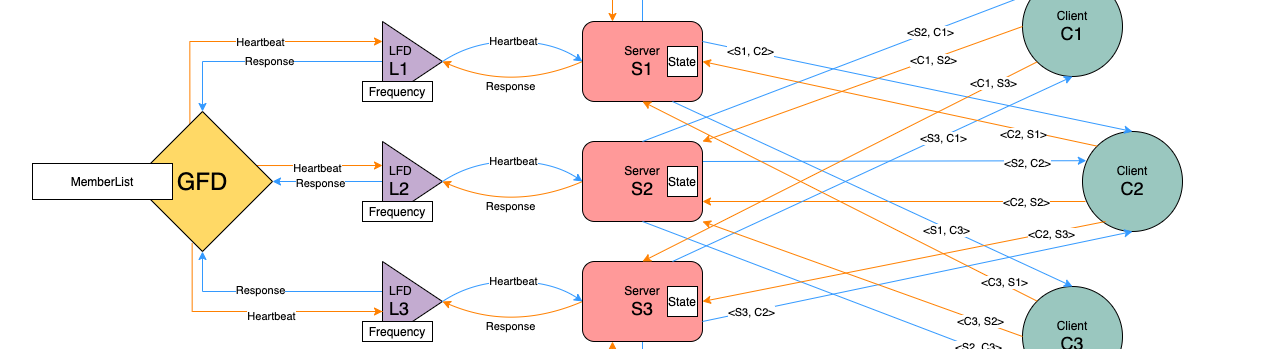 Client
C1
<S2, C1>
Heartbeat
Heartbeat
<S1, C2>
Server
S1
State
LFD
L1
Response
<C1, S2>
Response
<C1, S3>
Frequency
<C2, S1>
<S3, C1>
Heartbeat
Heartbeat
<S2, C2>
Server
S2
State
LFD
L2
Client
C2
MemberList
GFD
Response
Response
<C2, S2>
Frequency
<S1, C3>
<C2, S3>
Heartbeat
<C3, S1>
Response
LFD
L3
Server
S3
State
Heartbeat
Response
<S3, C2>
<C3, S2>
Frequency
Client
C3
<S2, C3>